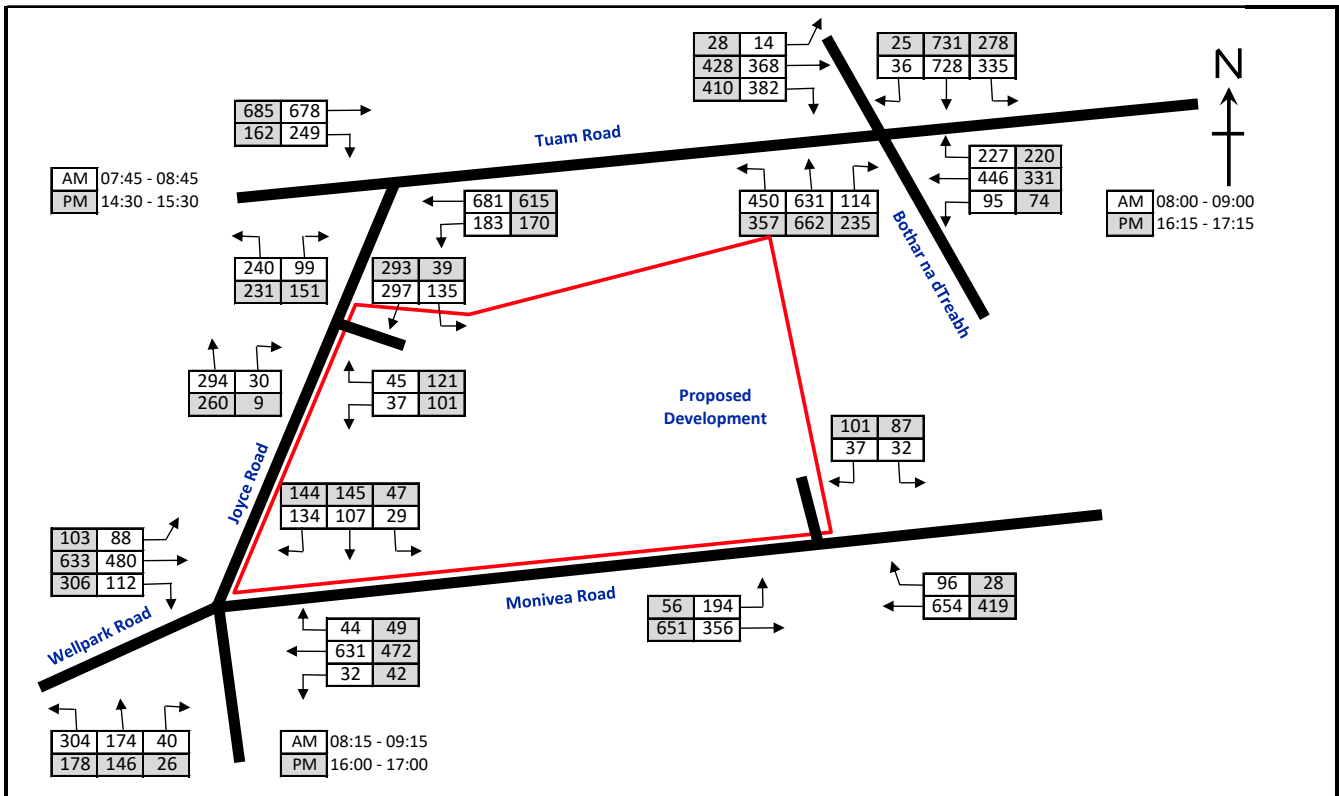 28 14
428 368
410 382
25 731 278
36 728 335
N
685 678
162 249
Tuam Road
AM 07:45 - 08:45
PM 14:30 - 15:30
681 615
183 170
450 631 114
357 662 235
227 220
446 331
95 74
AM 08:00 - 09:00
PM 16:15 - 17:15
Bothar na dTreabh
240 99
231 151
293 39
297 135
294 30
260 9
45 121
37 101
Proposed
Development
101 87
37 32
Joyce Road
144 145 47
134 107 29
103 88
633 480
306 112
Monivea Road
56 194
651 356
96 28
654 419
Wellpark Road
44 49
631 472
32 42
304 174 40
178 146 26
AM 08:15 - 09:15
PM 16:00 - 17:00